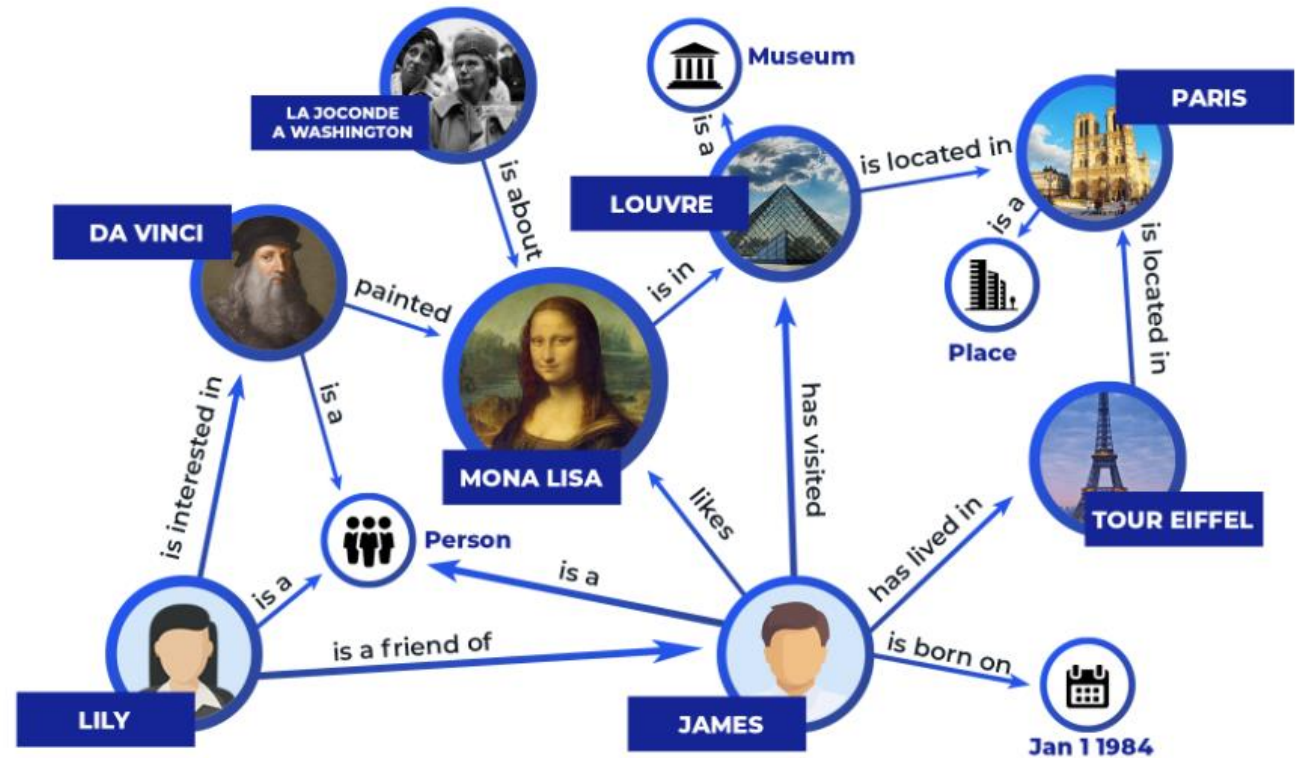 Museum
PARIS
LA JOCONDE
A WASHINGTON
is a
is located in
is about
LOUVRE
is a
DA VINCI
is located in
is in
painted
Place
is a
has visited
is interested in
MONA LISA
likes
TOUR EIFFEL
Person
has lived in
is a
is a
is a friend of
is born on
LILY
JAMES
Jan 1 1984